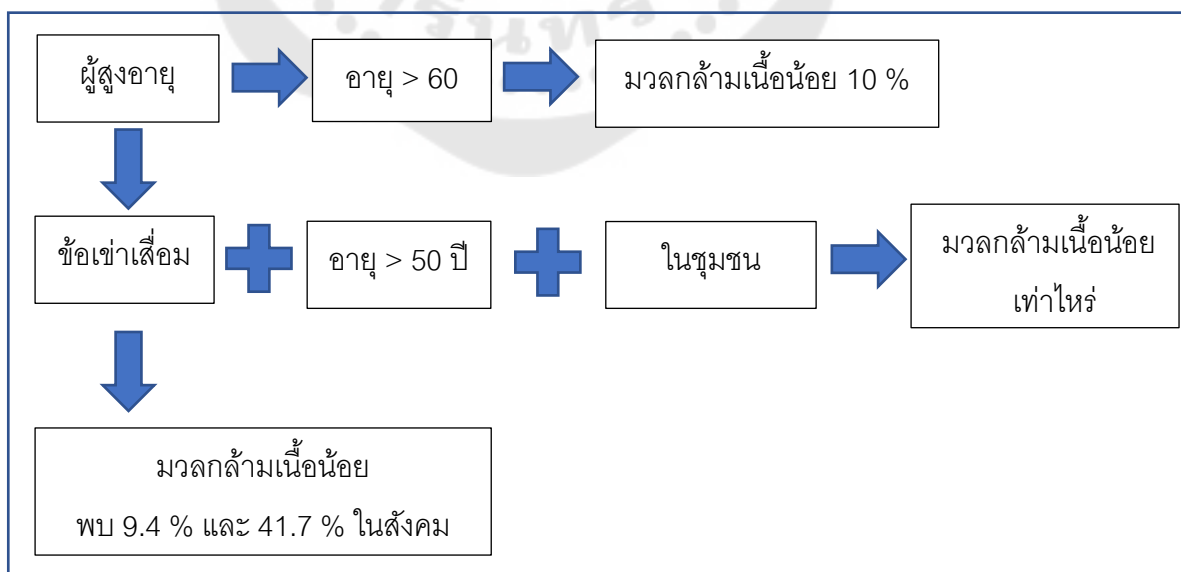 ผู้สูงอายุ
อายุ > 60
มวลกล้ามเนื้อน้อย 10 %
ข้อเข่าเสื่อม
อายุ > 50 ปี
ในชุมชน
มวลกล้ามเนื้อน้อย
เท่าไหร่
มวลกล้ามเนื้อน้อย
พบ 9.4 % และ 41.7 % ในสังคม